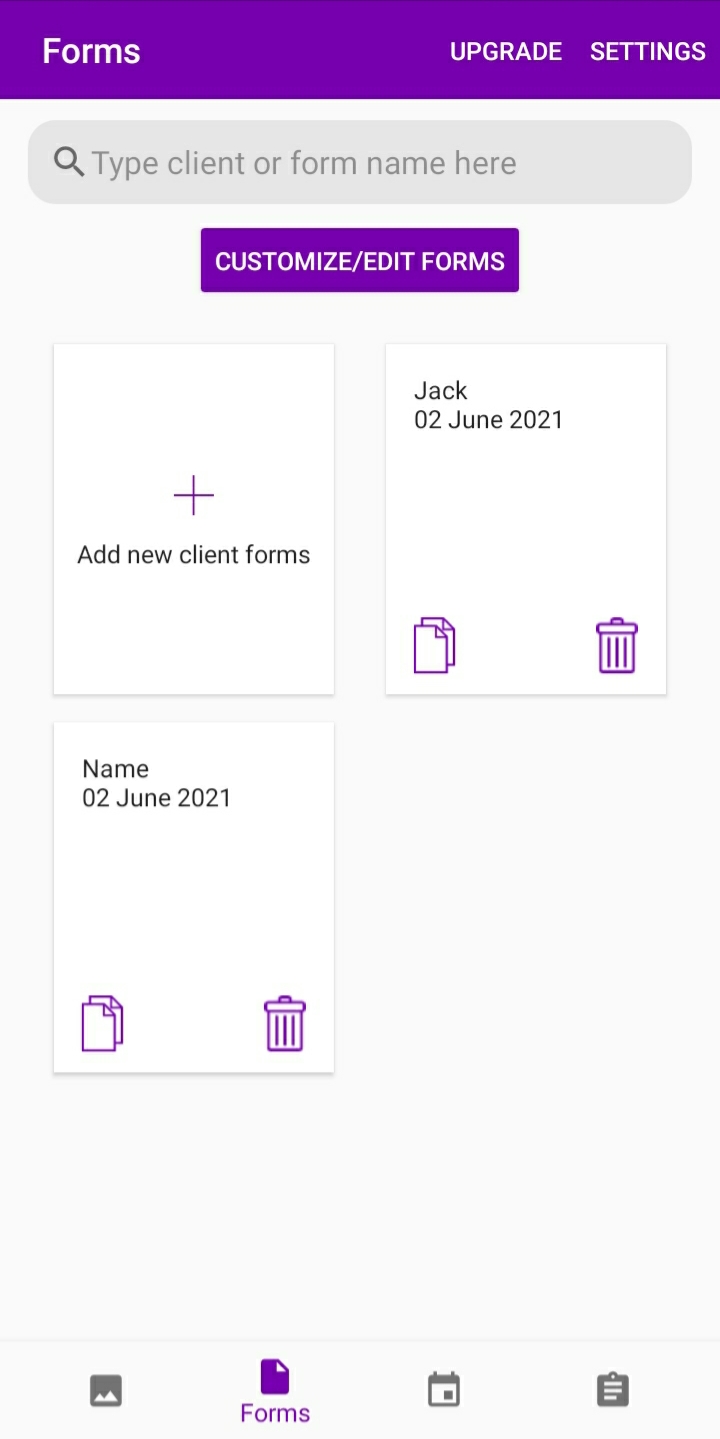 Forms UPGRADE SETTINGS
Type client or form name here
CUSTOMIZE/EDIT FORMS
Add new client forms
Jack
02 June 2021
Name
02 June 2021
Forms